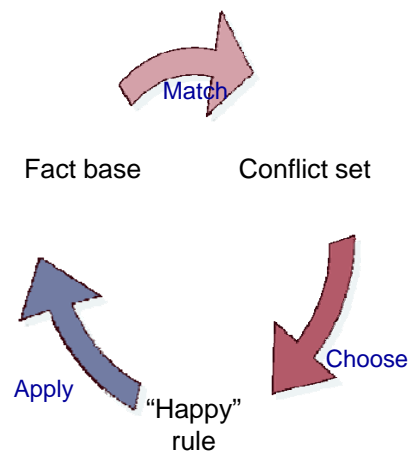 Match
Fact base
Conflict set
Choose
Apply
“Happy”
rule